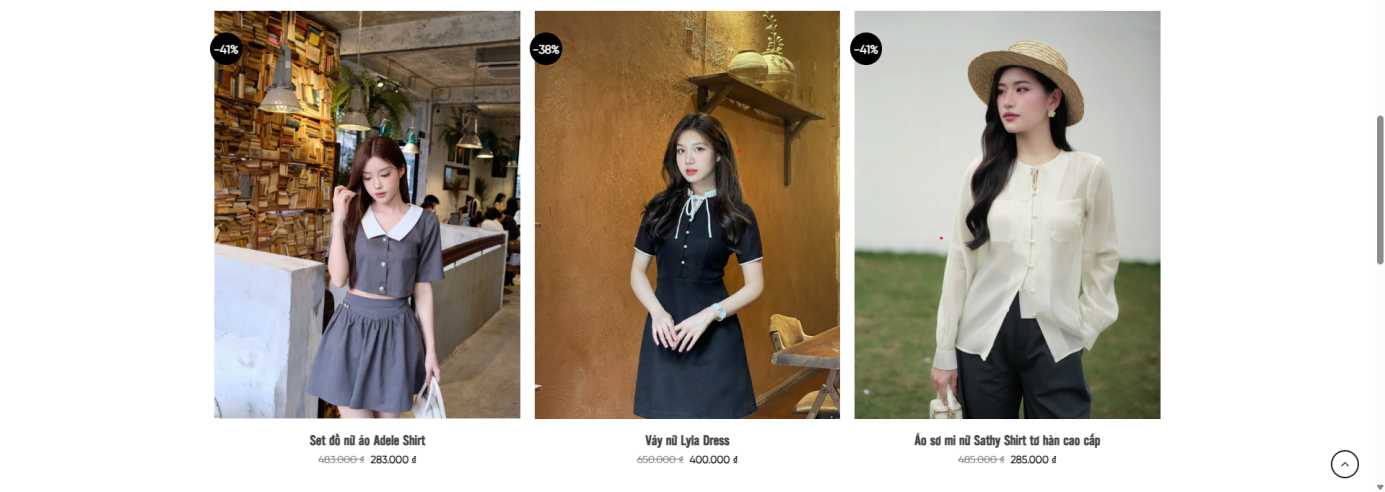 -41%
-38%
-41%
Set đồ nữ áo Adele Shirt
483.000 ₫ 283.000 ₫
Váy nữ Lyla Dress
650.000 ₫ 400.000 ₫
Áo sơ mi nữ Sathy Shirt tơ hàn cao cấp
485.000 ₫ 285.000 ₫